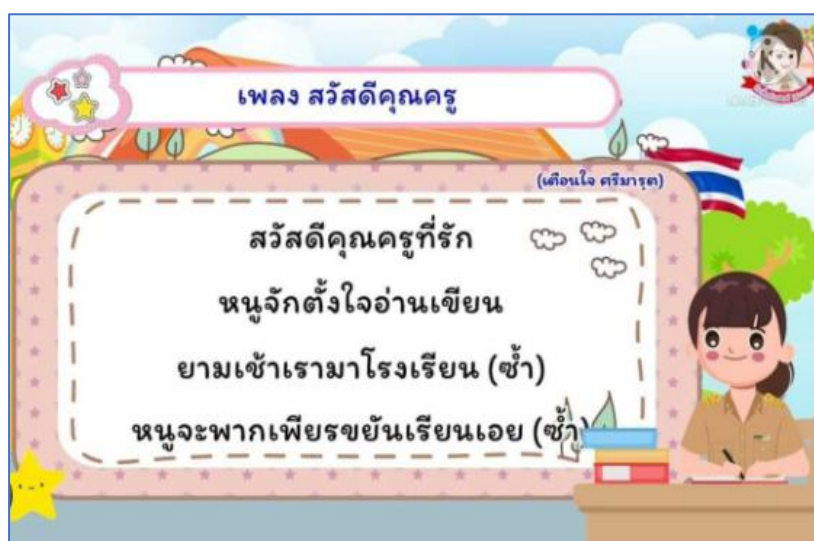 เพลง สวัสดีคุณครู
(เตือนใจ ศรีมารุต)
สวัสดีคุณครูที่รัก
หนูจักตั้งใจอ่านเขียน
ยามเช้าเรามาโรงเรียน (ซ้ำ)
หนูจะพากเพียรขยันเรียนเอย (ซ้ำ)